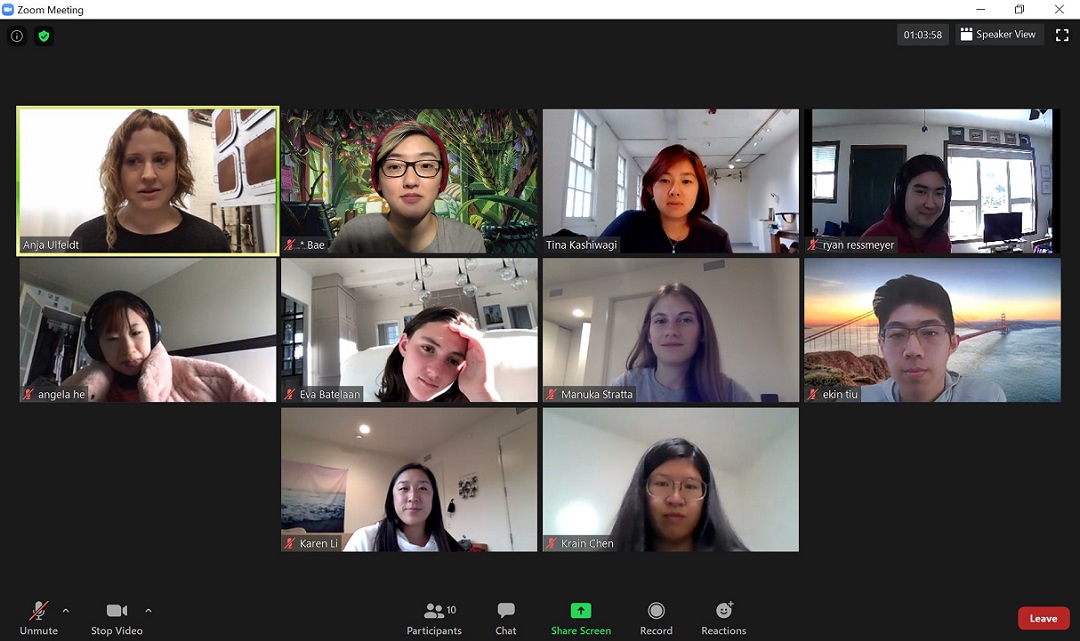 Zoom Meeting
01:03:58
Speaker View
Anja Ulfeldt
.*.Bae
Tina Kashiwagi
ryan ressmeyer
angela he
Eva Batelaan
Manuka Stratta
ekin tiu
Karen Li
Krain Chen
Unmute
Stop Video
10
Participants
Chat
Share Screen
Record
Reactions
Leave